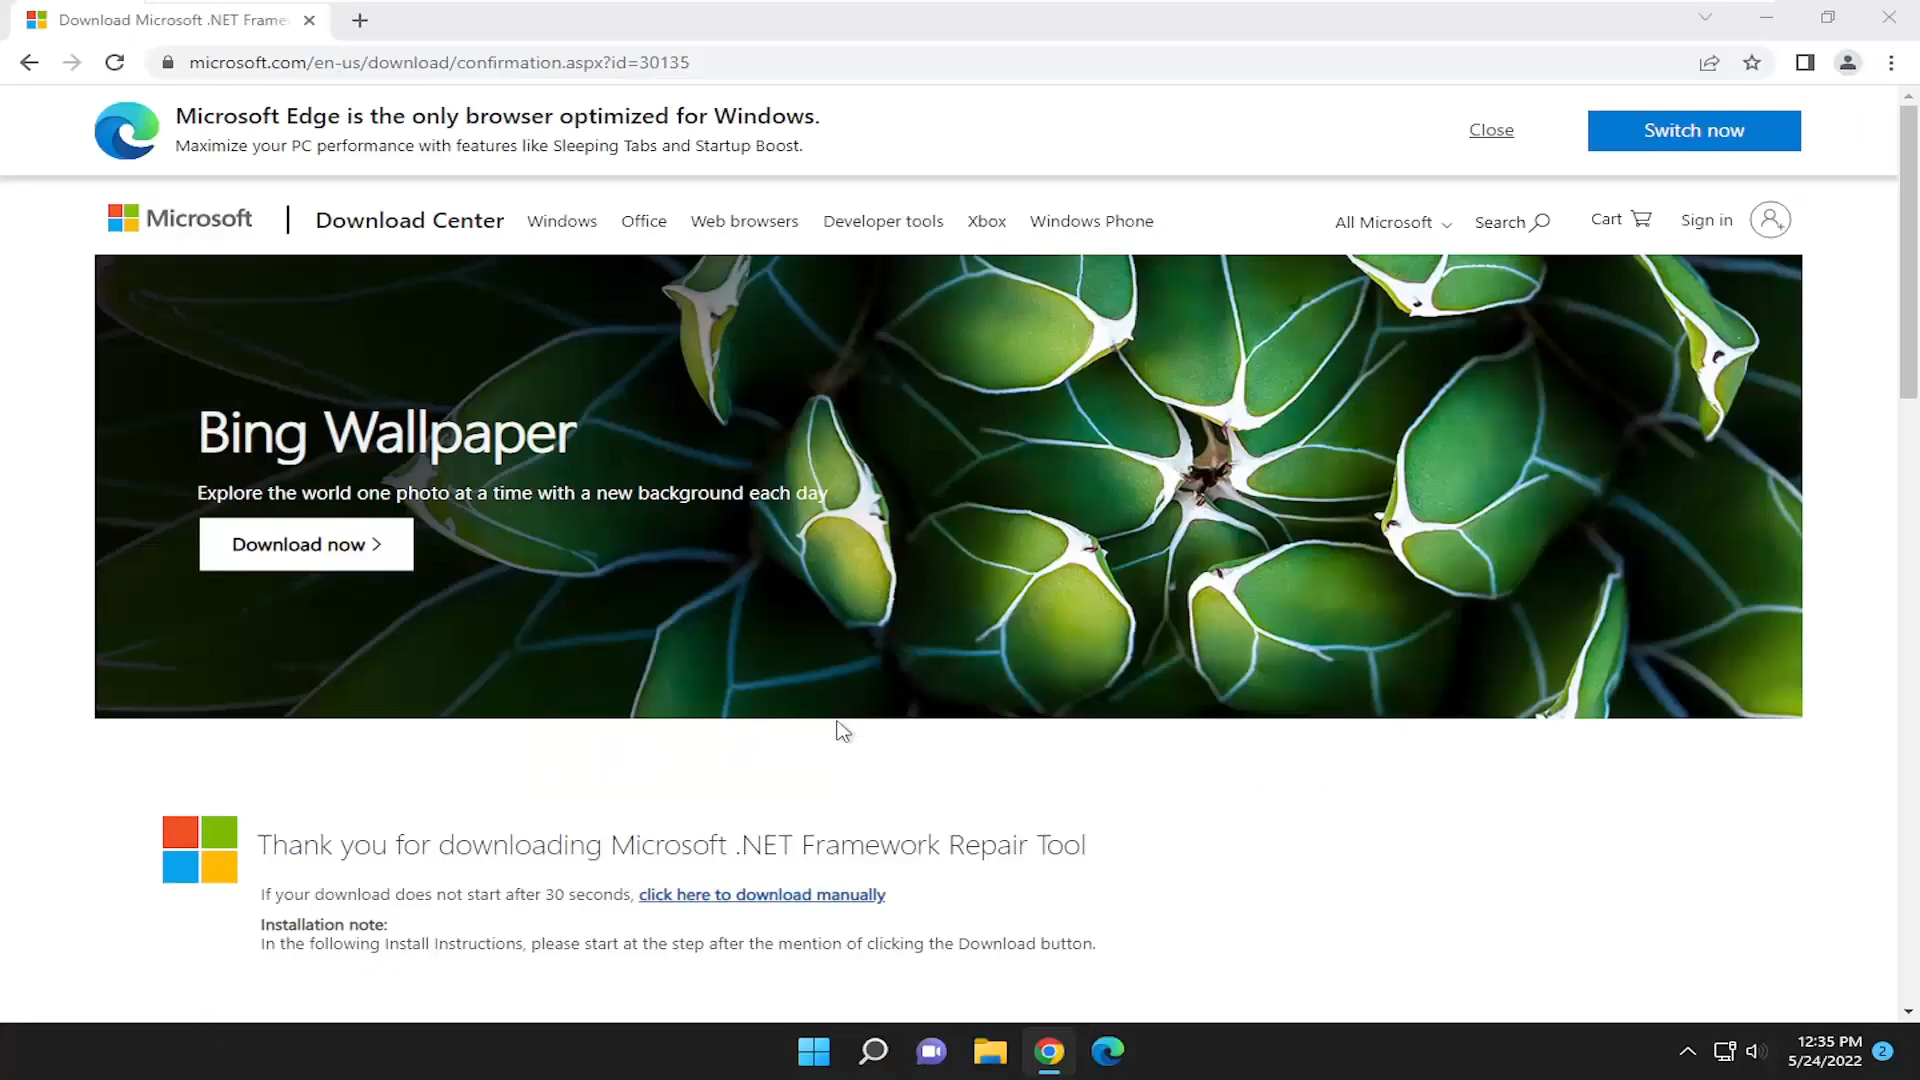 Download Microsoft .NET Frame
microsoft.com/en-us/download/confirmation.aspx?id=30135
Microsoft Edge is the only browser optimized for Windows.
Maximize your PC performance with features like Sleeping Tabs and Startup Boost.
Close
Switch now
Microsoft
Download Center
Windows
Office
Web browsers
Developer tools
Xbox
Windows Phone
All Microsoft
Search
Cart
Sign in
Bing Wallpaper
Explore the world one photo at a time with a new background each day
Download now >
Thank you for downloading Microsoft .NET Framework Repair Tool
If your download does not start after 30 seconds, click here to download manually
Installation note:
In the following Install Instructions, please start at the step after the mention of clicking the Download button.
12:35 PM
5/24/2022
2